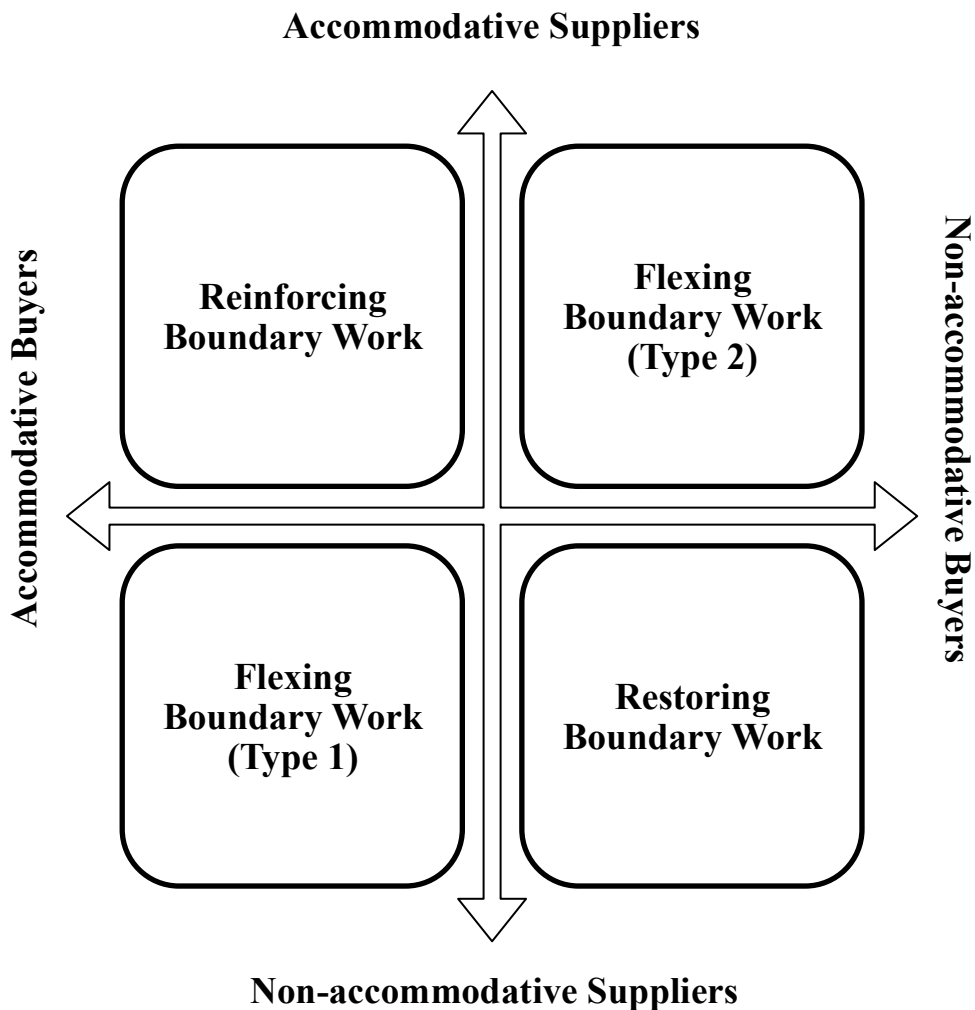 Accommodative Suppliers
Accommodative Buyers
Reinforcing
Boundary Work
Flexing
Boundary Work
(Type 2)
Non-accommodative Buyers
Flexing
Boundary Work
(Type 1)
Restoring
Boundary Work
Non-accommodative Suppliers